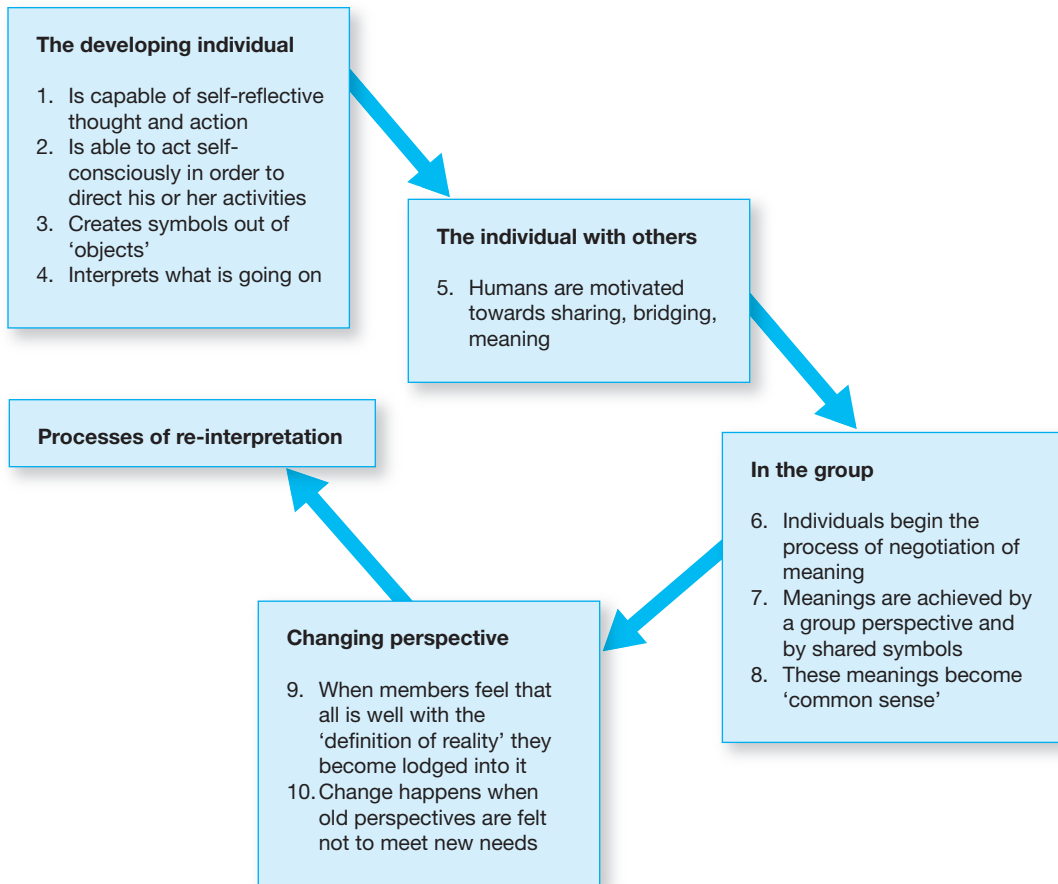 The developing individual
1. Is capable of self-reflective
thought and action
2. Is able to act self-
consciously in order to
direct his or her activities
3. Creates symbols out of
‘objects’
4. Interprets what is going on
The individual with others
5. Humans are motivated
towards sharing, bridging,
meaning
In the group
6. Individuals begin the
process of negotiation of
meaning
7. Meanings are achieved by
a group perspective and
by shared symbols
8. These meanings become
‘common sense’
Changing perspective
9. When members feel that
all is well with the
‘definition of reality’ they
become lodged into it
10. Change happens when
old perspectives are felt
not to meet new needs
Processes of re-interpretation